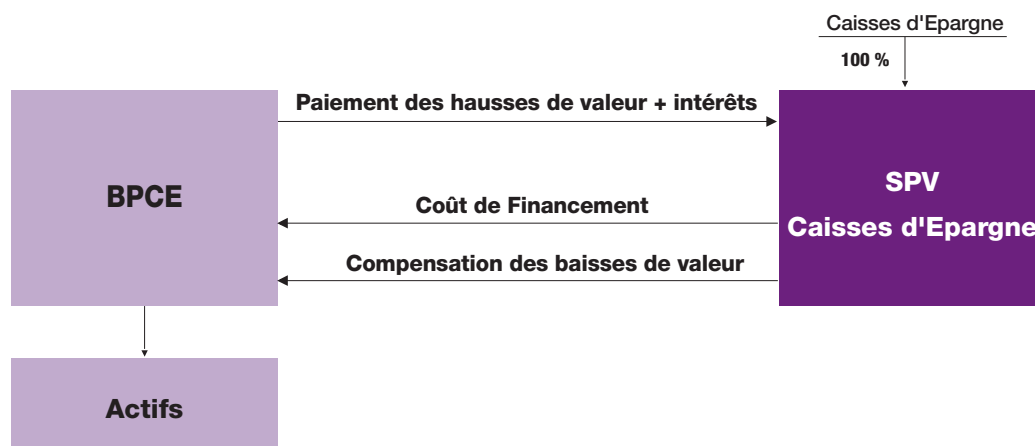 Caisses d'Epargne
100 %
Paiement des hausses de valeur + intérêts
BPCE
SPV
Caisses d'Epargne
Coût de Financement
Compensation des baisses de valeur
Actifs